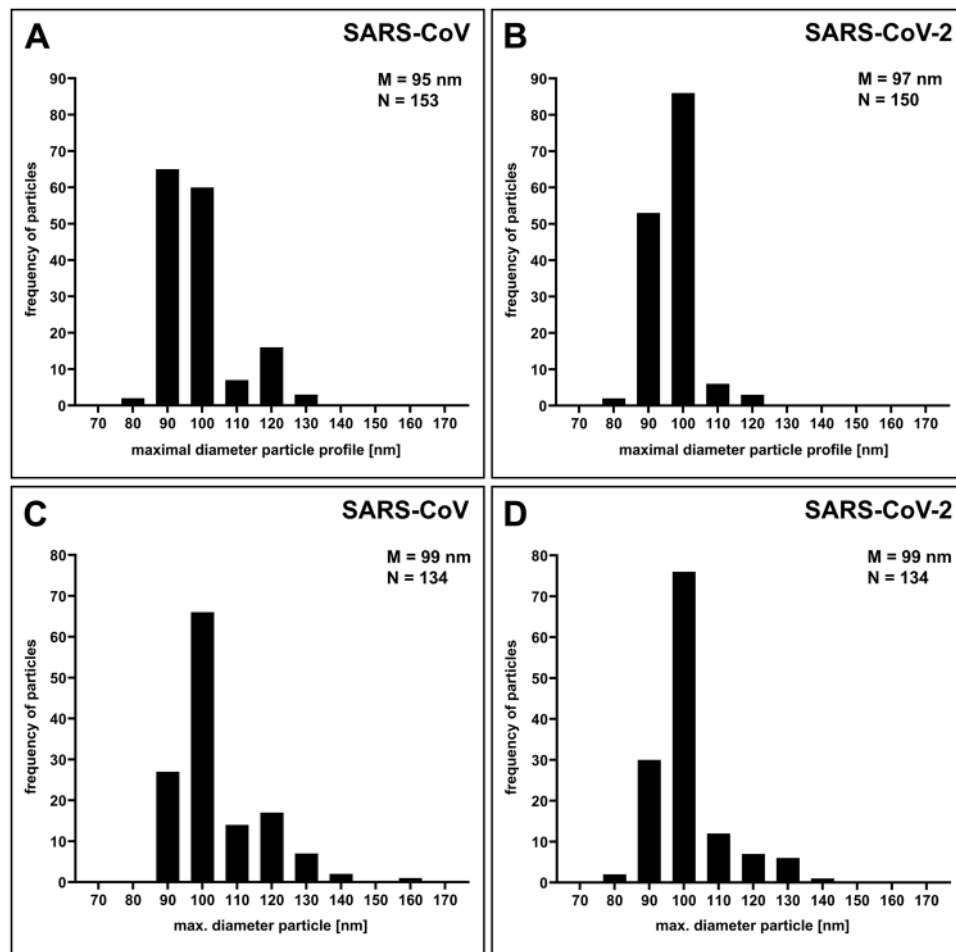 A
SARS-CoV
M = 95 nm
N = 153
frequency of particles
90
80
70
60
50
40
30
20
10
0
70 80 90 100 110 120 130 140 150 160 170
maximal diameter particle profile [nm]
B
SARS-CoV-2
M = 97 nm
N = 150
frequency of particles
90
80
70
60
50
40
30
20
10
0
70 80 90 100 110 120 130 140 150 160 170
maximal diameter particle profile [nm]
C
SARS-CoV
M = 99 nm
N = 134
frequency of particles
80
70
60
50
40
30
20
10
0
70 80 90 100 110 120 130 140 150 160 170
max. diameter particle [nm]
D
SARS-CoV-2
M = 99 nm
N = 134
frequency of particles
80
70
60
50
40
30
20
10
0
70 80 90 100 110 120 130 140 150 160 170
max. diameter particle [nm]